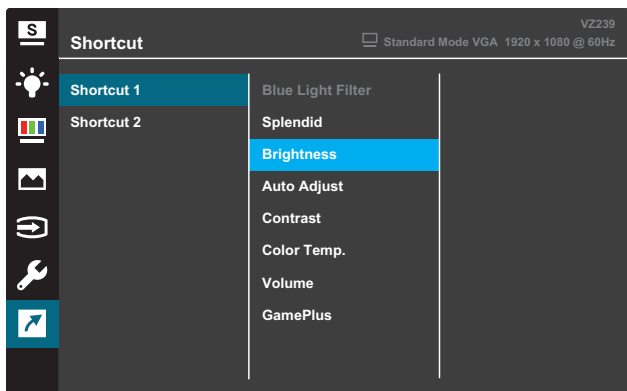 S
VZ239
Shortcut
Standard Mode VGA 1920 x 1080 @ 60Hz
Shortcut 1
Shortcut 2
Blue Light Filter
Splendid
Brightness
Auto Adjust
Contrast
Color Temp.
Volume
GamePlus